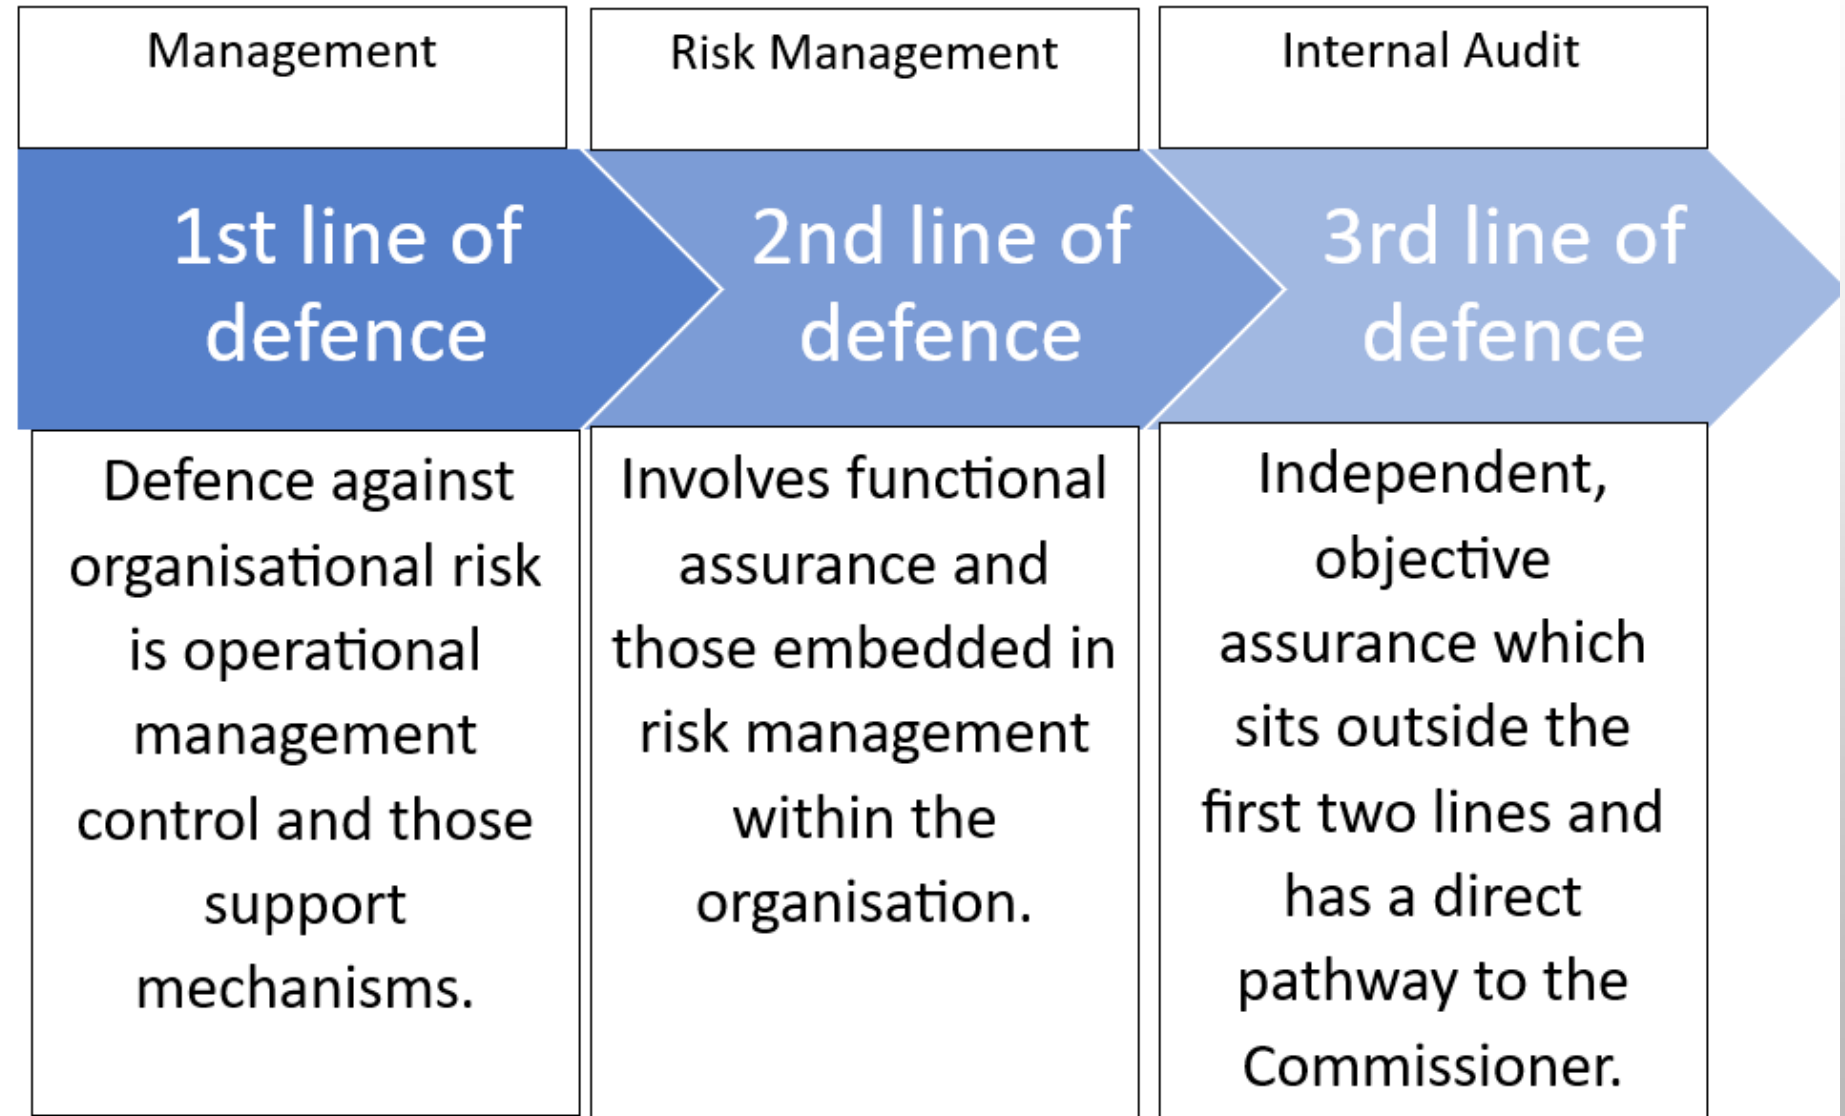 Management
Risk Management
Internal Audit
1st line of
defence
2nd line of
defence
3rd line of
defence
Defence against
organisational risk
is operational
management
control and those
support
mechanisms.
Involves functional
assurance and
those embedded in
risk management
within the
organisation.
Independent,
objective
assurance which
sits outside the
first two lines and
has a direct
pathway to the
Commissioner.